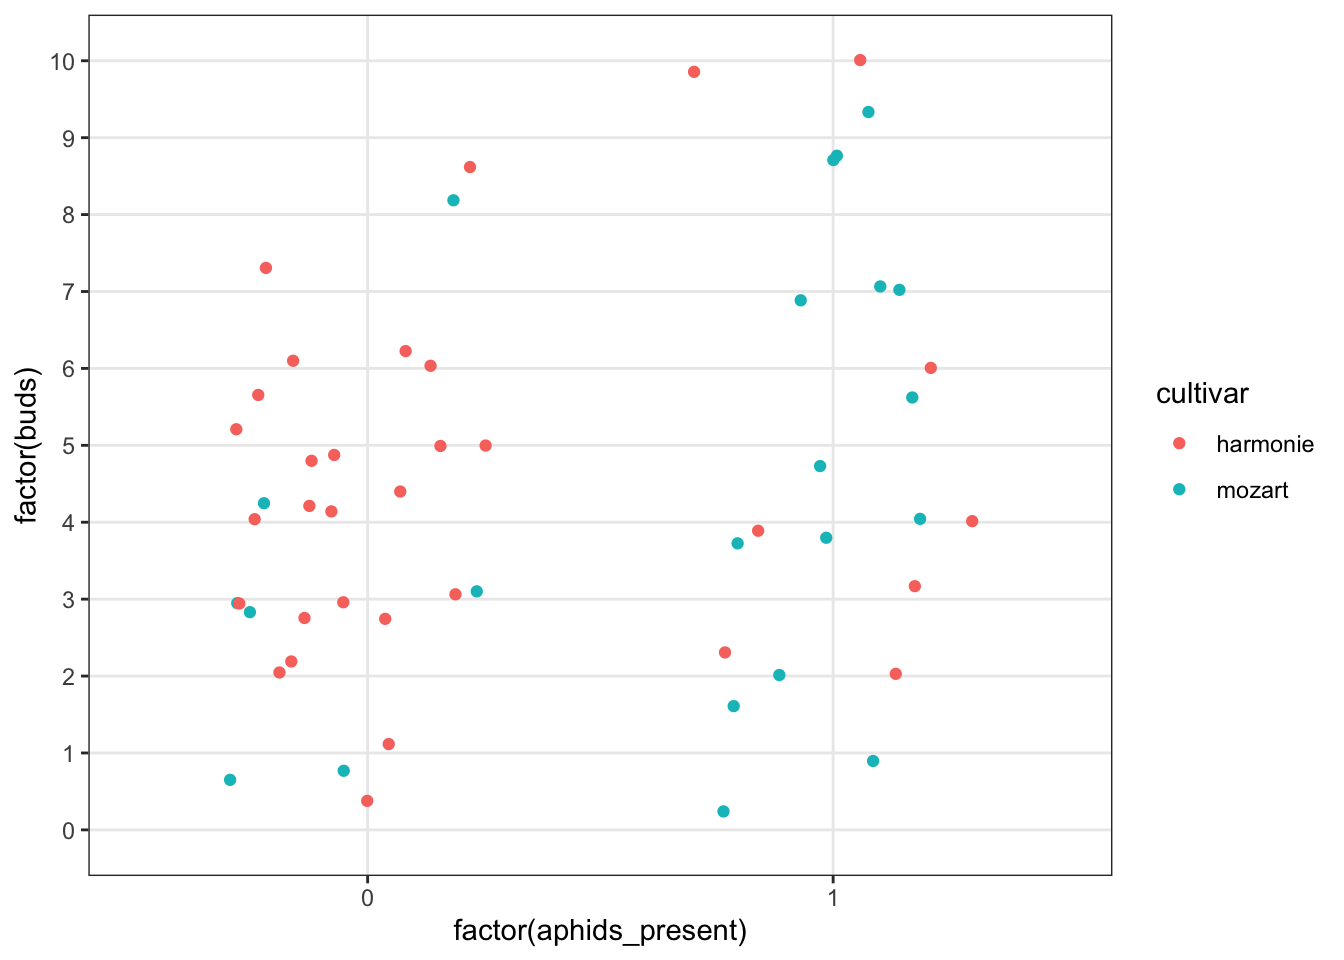 10
9
8
7
6
5
4
3
2
1
0
factor(buds)
0 1
factor(aphids_present)
cultivar
harmonie
mozart